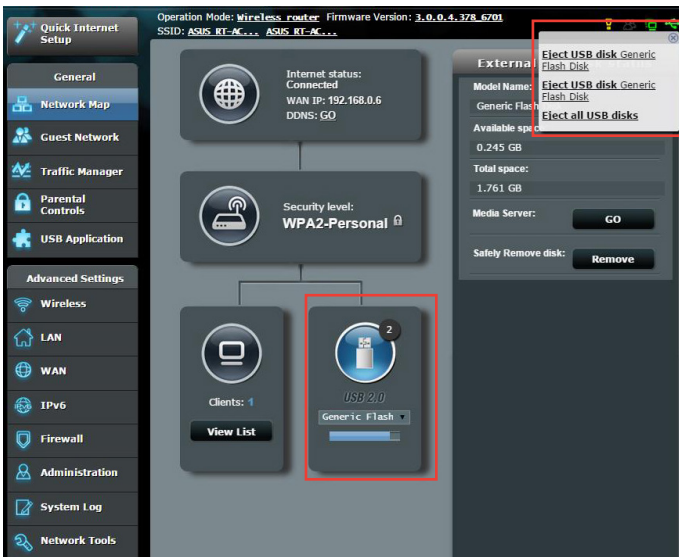 Quick Internet
Setup
Operation Mode: Wireless router Firmware Version: 3.0.0.4.378_6701
SSID: ASUS RT-AC... ASUS RT-AC...
General
Network Map
Guest Network
Traffic Manager
Parental
Controls
USB Application
Advanced Settings
Wireless
LAN
WAN
IPv6
Firewall
Administration
System Log
Network Tools
Internet status:
Connected
WAN IP: 192.168.0.6
DDNS: GO
Security level:
WPA2-Personal
Clients: 1
View List
2
USB 2.0
Generic Flash
External
Model Name:
Generic Flash
Available
0.245 GB
Total space:
1.761 GB
Media Server:
GO
Safely Remove disk:
Remove
Eject USB disk Generic
Flash Disk
Eject USB disk Generic
Flash Disk
Eject all USB disks